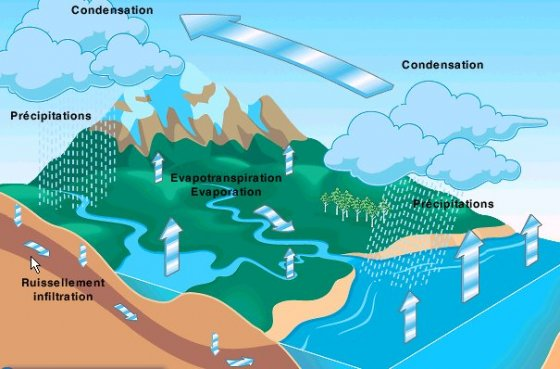 Condensation
Condensation
Précipitations
Evapotranspiration
Evaporation
Précipitations
Ruissellement
infiltration